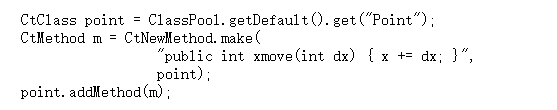 CtClass point = ClassPool.getDefault().get("Point");
CtMethod m = CtNewMethod.make(
"public int xmove(int dx) { x += dx; }",
point);
point.addMethod(m);